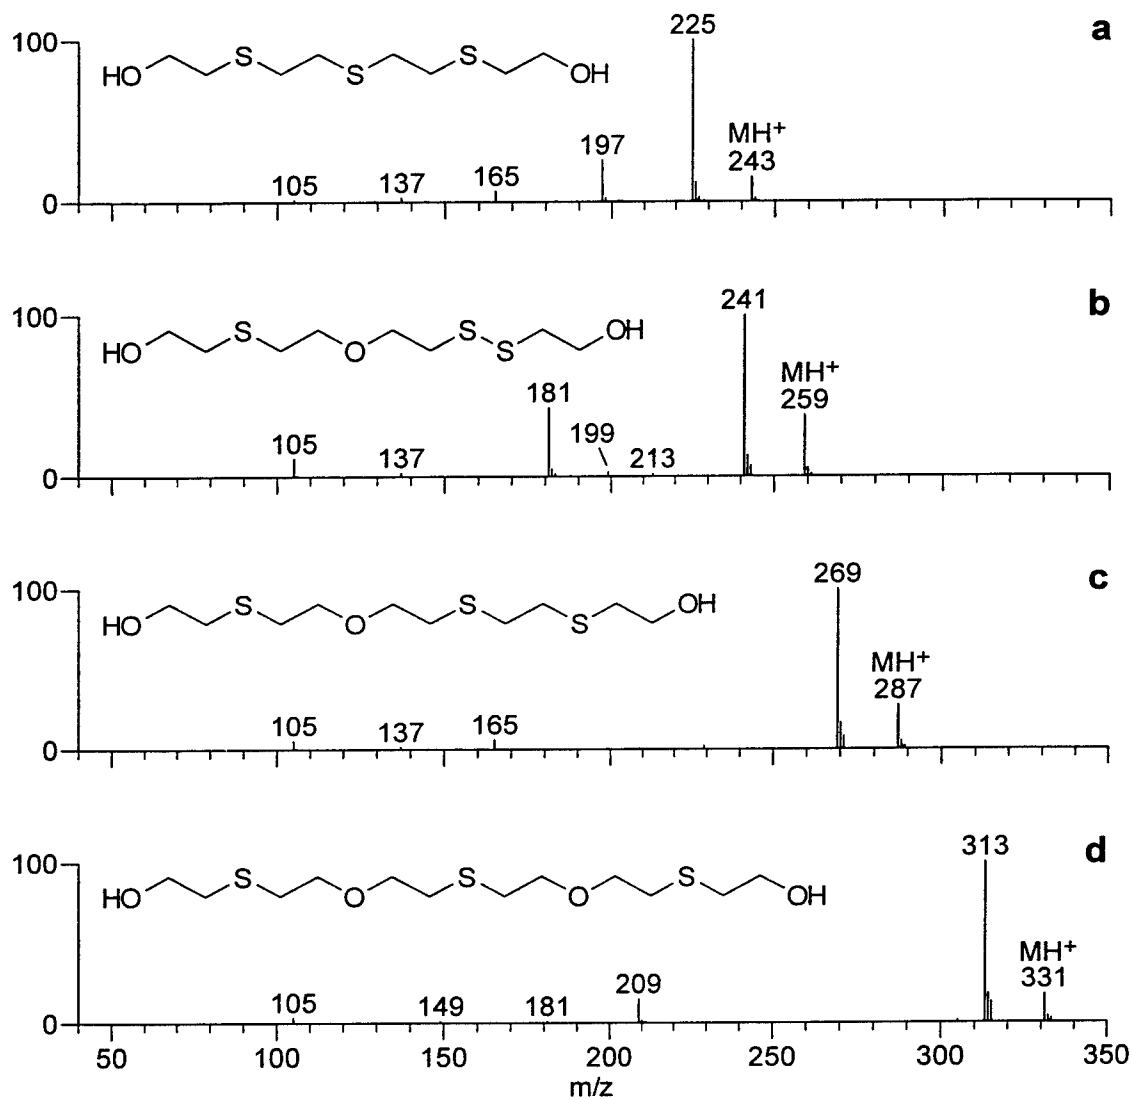 a
100
225
HO S S S OH
MH+
243
197
165
137
105
0
b
100
241
HO S O S S OH
MH+
259
181
199
213
105
137
0
c
100
269
HO S O S S OH
MH+
287
105
137
165
0
d
100
313
HO S O S O S OH
MH+
331
209
105
149
181
0
50 100 150 200 250 300 350
m/z